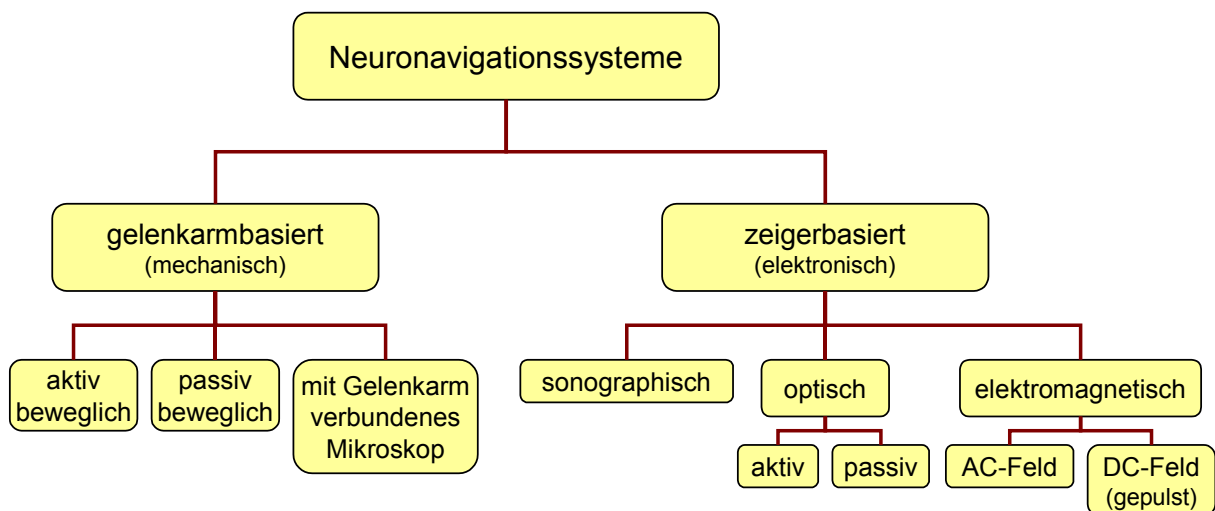 Neuronavigationssysteme
gelenkarmbasiert
(mechanisch)
zeigerbasiert
(elektronisch)
aktiv
beweglich
passiv
beweglich
mit Gelenkarm
verbundenes
Mikroskop
sonographisch
optisch
elektromagnetisch
aktiv
passiv
AC-Feld
DC-Feld
(gepulst)